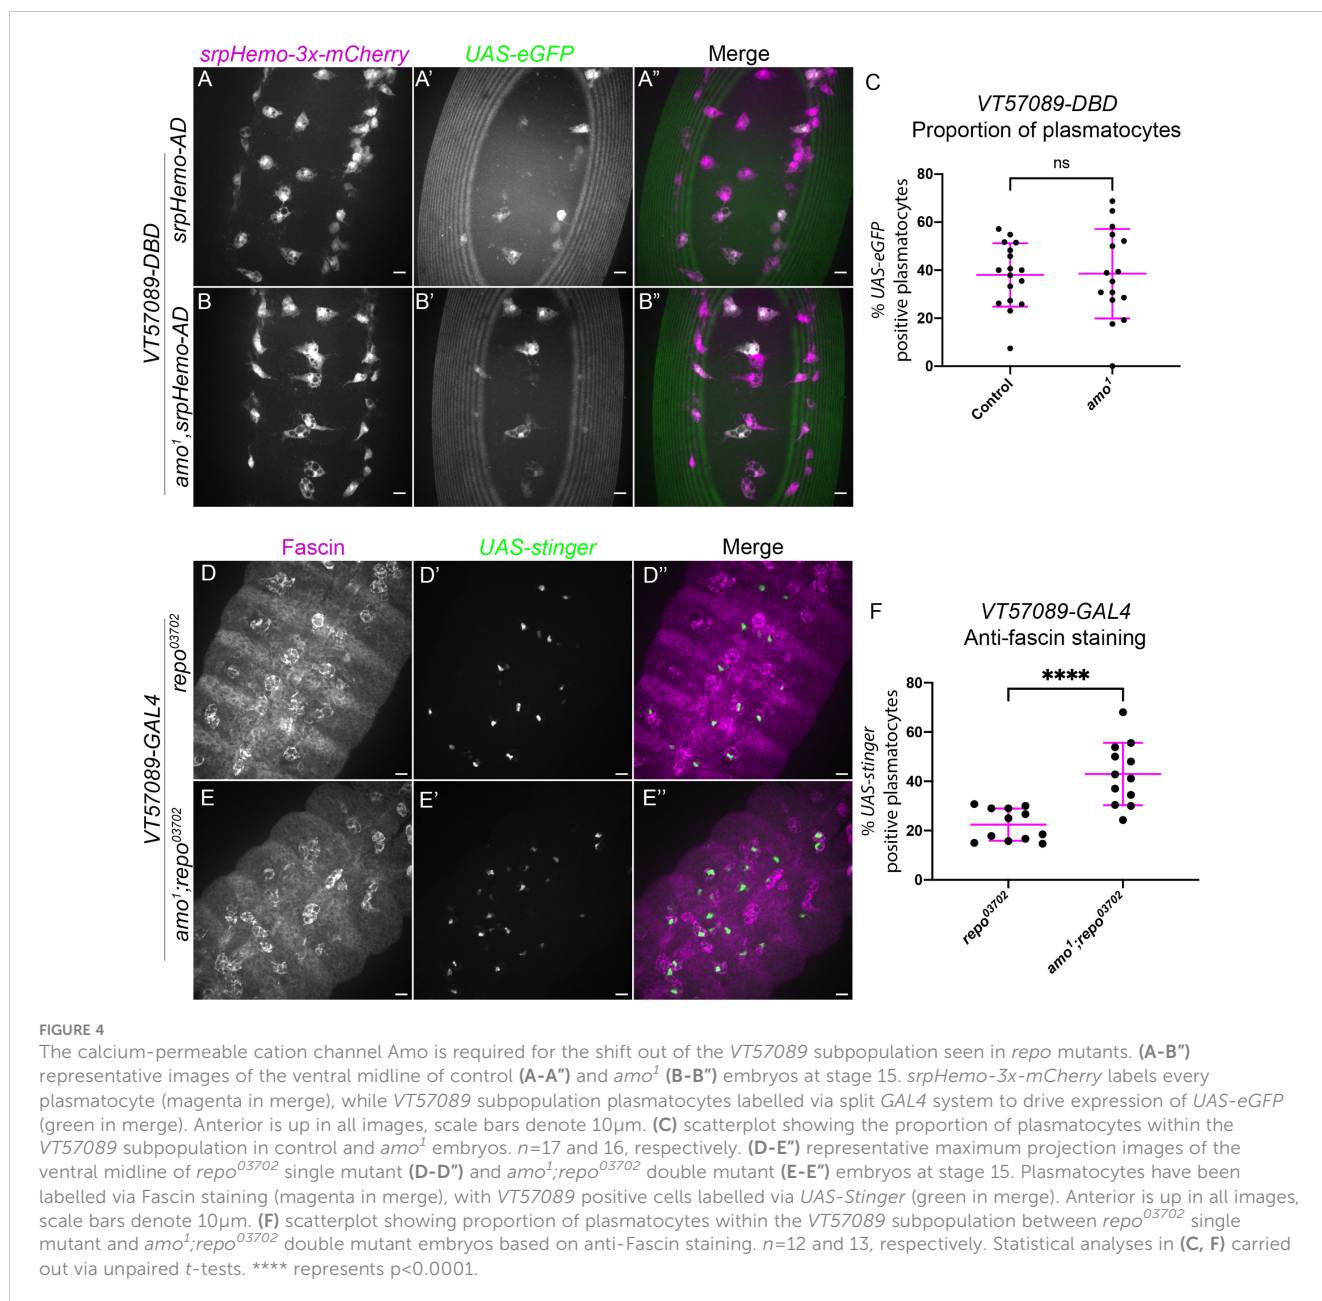 srpHemo-3x-mCherry UAS-eGFP Merge
VT57089-DBD
srpHemo-AD
amo¹,srpHemo-AD
A A' A"
B B' B"
C
VT57089-DBD
Proportion of plasmatocytes
ns
% UAS-eGFP
positive plasmatocytes
80
60
40
20
0
Control amo¹
Fascin UAS-stinger Merge
VT57089-GAL4
repo⁰³⁷⁰²
amo¹;repo⁰³⁷⁰²
D D' D"
E E' E"
F
VT57089-GAL4
Anti-fascin staining
****
% UAS-stinger
positive plasmatocytes
80
60
40
20
0
repo⁰³⁷⁰² amo¹;repo⁰³⁷⁰²
FIGURE 4
The calcium-permeable cation channel Amo is required for the shift out of the VT57089 subpopulation seen in repo mutants. (A-B″)
representative images of the ventral midline of control (A-A″) and amo¹ (B-B″) embryos at stage 15. srpHemo-3x-mCherry labels every
plasmatocyte (magenta in merge), while VT57089 subpopulation plasmatocytes labelled via split GAL4 system to drive expression of UAS-eGFP
(green in merge). Anterior is up in all images, scale bars denote 10μm. (C) scatterplot showing the proportion of plasmatocytes within the
VT57089 subpopulation in control and amo¹ embryos. n=17 and 16, respectively. (D-E″) representative maximum projection images of the
ventral midline of repo⁰³⁷⁰² single mutant (D-D″) and amo¹;repo⁰³⁷⁰² double mutant (E-E″) embryos at stage 15. Plasmatocytes have been
labelled via Fascin staining (magenta in merge), with VT57089 positive cells labelled via UAS-Stinger (green in merge). Anterior is up in all images,
scale bars denote 10μm. (F) scatterplot showing proportion of plasmatocytes within the VT57089 subpopulation between repo⁰³⁷⁰² single
mutant and amo¹;repo⁰³⁷⁰² double mutant embryos based on anti-Fascin staining. n=12 and 13, respectively. Statistical analyses in (C, F) carried
out via unpaired t-tests. **** represents p<0.0001.